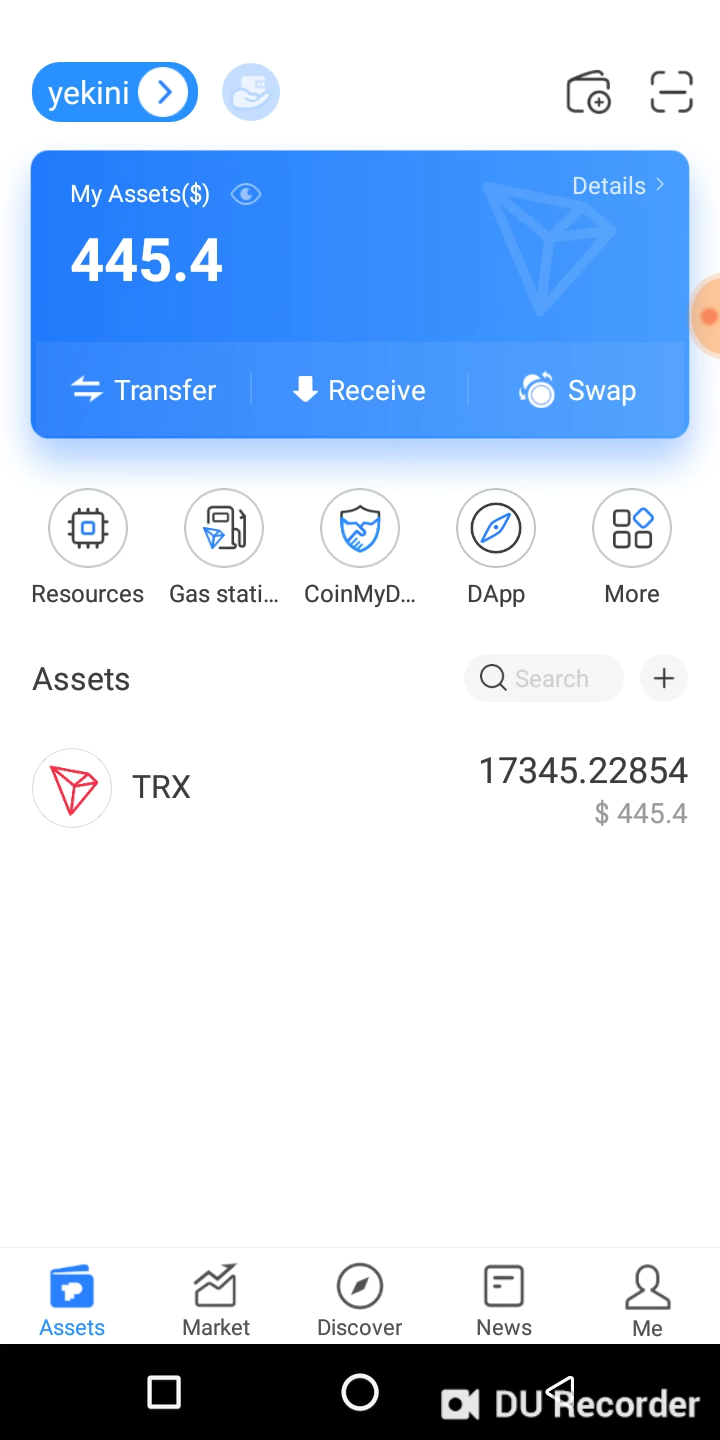 yekini
My Assets($)
Details
445.4
Transfer
Receive
Swap
Resources
Gas stati...
CoinMyD...
DApp
More
Assets
Search
TRX
17345.22854
$ 445.4
Assets
Market
Discover
News
Me
DU Recorder